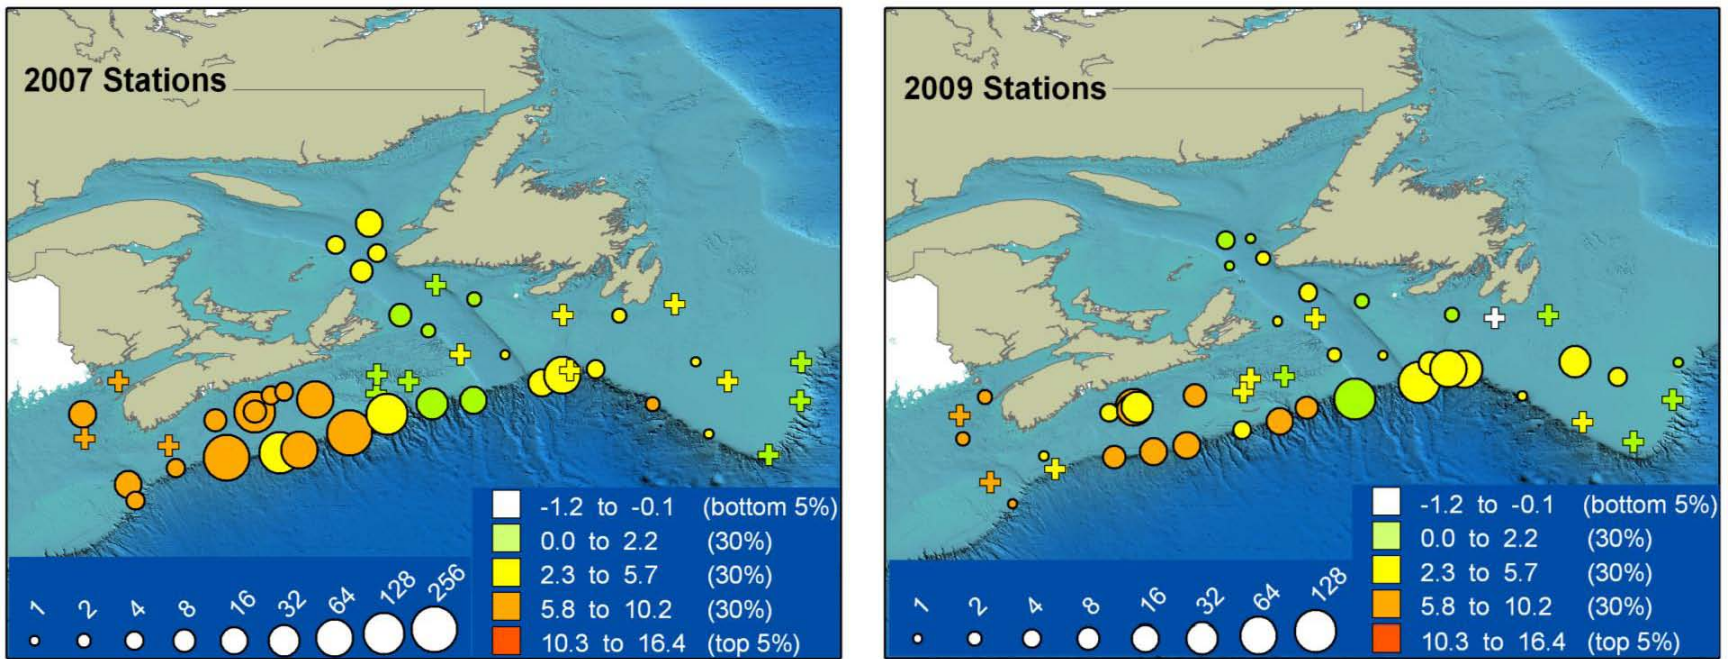 2007 Stations
-1.2 to -0.1 (bottom 5%)
0.0 to 2.2 (30%)
2.3 to 5.7 (30%)
5.8 to 10.2 (30%)
10.3 to 16.4 (top 5%)
1 2 4 8 16 32 64 128 256
2009 Stations
-1.2 to -0.1 (bottom 5%)
0.0 to 2.2 (30%)
2.3 to 5.7 (30%)
5.8 to 10.2 (30%)
10.3 to 16.4 (top 5%)
1 2 4 8 16 32 64 128